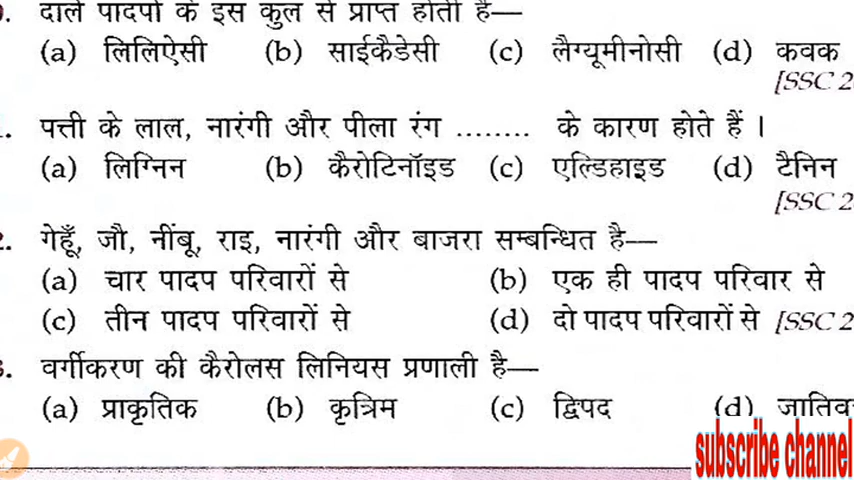 दालें पादपों के इस कुल से प्राप्त होती हैं—
(a) लिलिऐसी (b) साईकैडेसी (c) लैग्यूमीनोसी (d) कवक
[SSC 2
पत्ती के लाल, नारंगी और पीला रंग ........ के कारण होते हैं ।
(a) लिग्निन (b) कैरोटिनॉइड (c) एल्डिहाइड (d) टैनिन
[SSC 2
2. गेहूँ, जौ, नींबू, राइ, नारंगी और बाजरा सम्बन्धित है—
(a) चार पादप परिवारों से (b) एक ही पादप परिवार से
(c) तीन पादप परिवारों से (d) दो पादप परिवारों से [SSC 2
3. वर्गीकरण की कैरोलस लिनियस प्रणाली है—
(a) प्राकृतिक (b) कृत्रिम (c) द्विपद (d)
subscribe channel